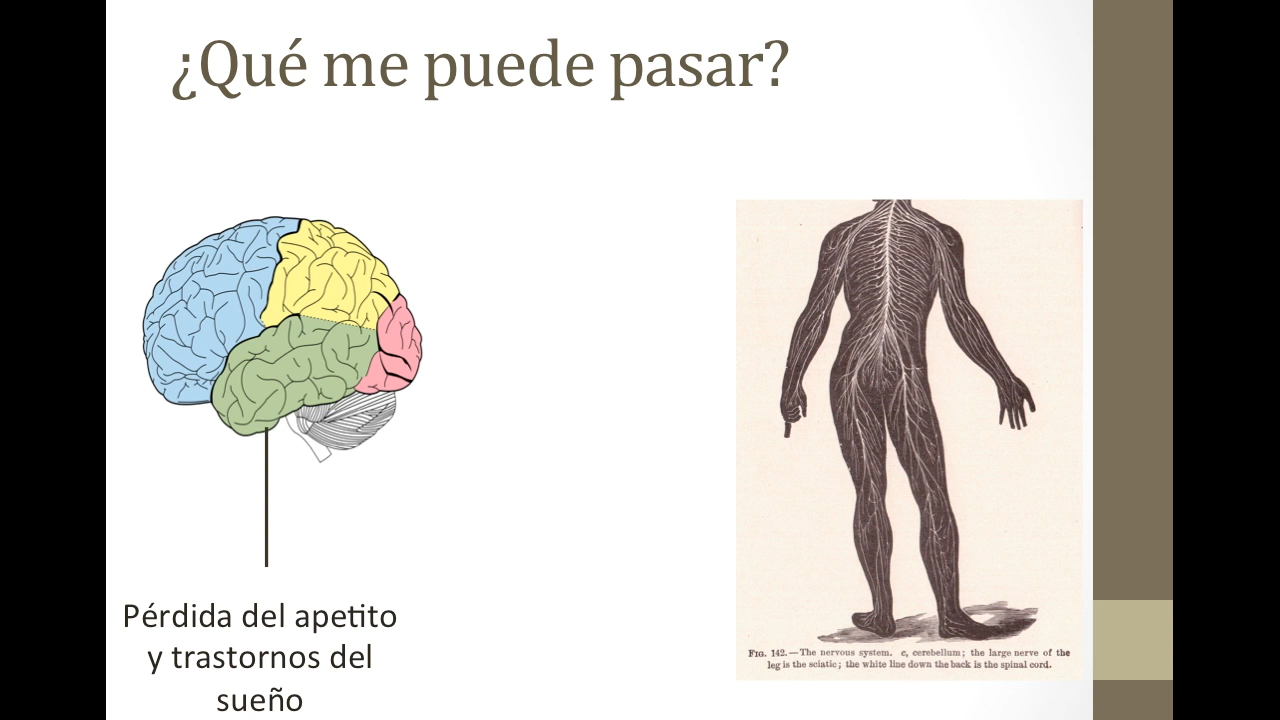 ¿Qué me puede pasar?
Pérdida del apetito
y trastornos del
sueño
FIG. 142.—The nervous system. c, cerebellum; the large nerve of the
leg is the sciatic; the white line down the back is the spinal cord.